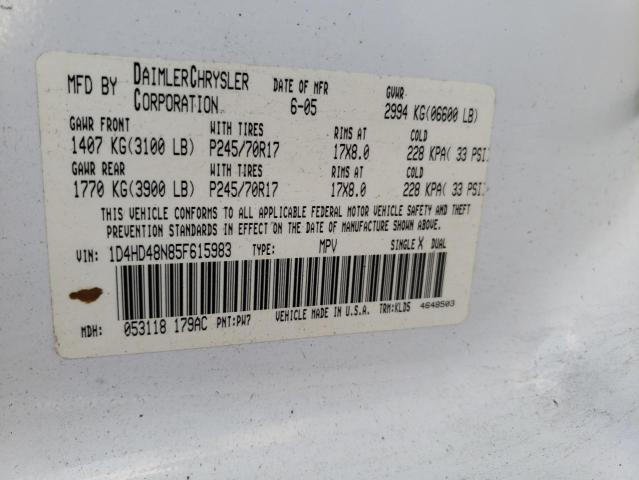 MFD BY DAIMLERCHRYSLER CORPORATION DATE OF MFR 6-05 GVWR 2994 KG(06600 LB)
GAWR FRONT WITH TIRES RIMS AT COLD
1407 KG(3100 LB) P245/70R17 17X8.0 228 KPA( 33 PSI)
GAWR REAR WITH TIRES RIMS AT COLD
1770 KG(3900 LB) P245/70R17 17X8.0 228 KPA( 33 PSI)
THIS VEHICLE CONFORMS TO ALL APPLICABLE FEDERAL MOTOR VEHICLE SAFETY AND THEFT
PREVENTION STANDARDS IN EFFECT ON THE DATE OF MANUFACTURE SHOWN ABOVE.
VIN: 1D4HD48N85F615983 TYPE: MPV SINGLE X DUAL
MDH: 053118 179AC PNT:PW7 VEHICLE MADE IN U.S.A. TRM:KLD5 4648503